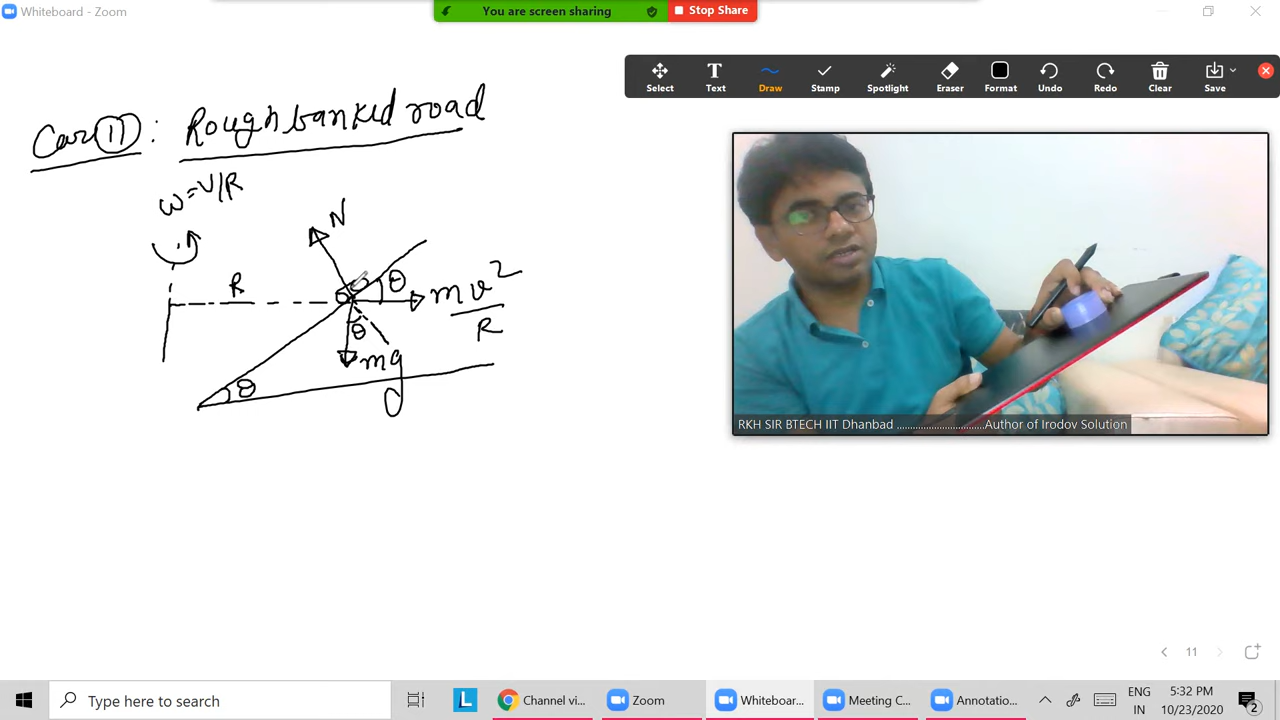 Whiteboard - Zoom
You are screen sharing
Stop Share
Select Text Draw Stamp Spotlight Eraser Format Undo Redo Clear Save
Case (11) : Rough banked road
ω = V/R
N
R
θ
mv²/R
θ
mg
θ
RKH SIR BTECH IIT Dhanbad ..................................Author of Irodov Solution
11
Type here to search
L
Channel vi...
Zoom
Whiteboar...
Meeting C...
Annotatio...
ENG
IN
5:32 PM
10/23/2020
2